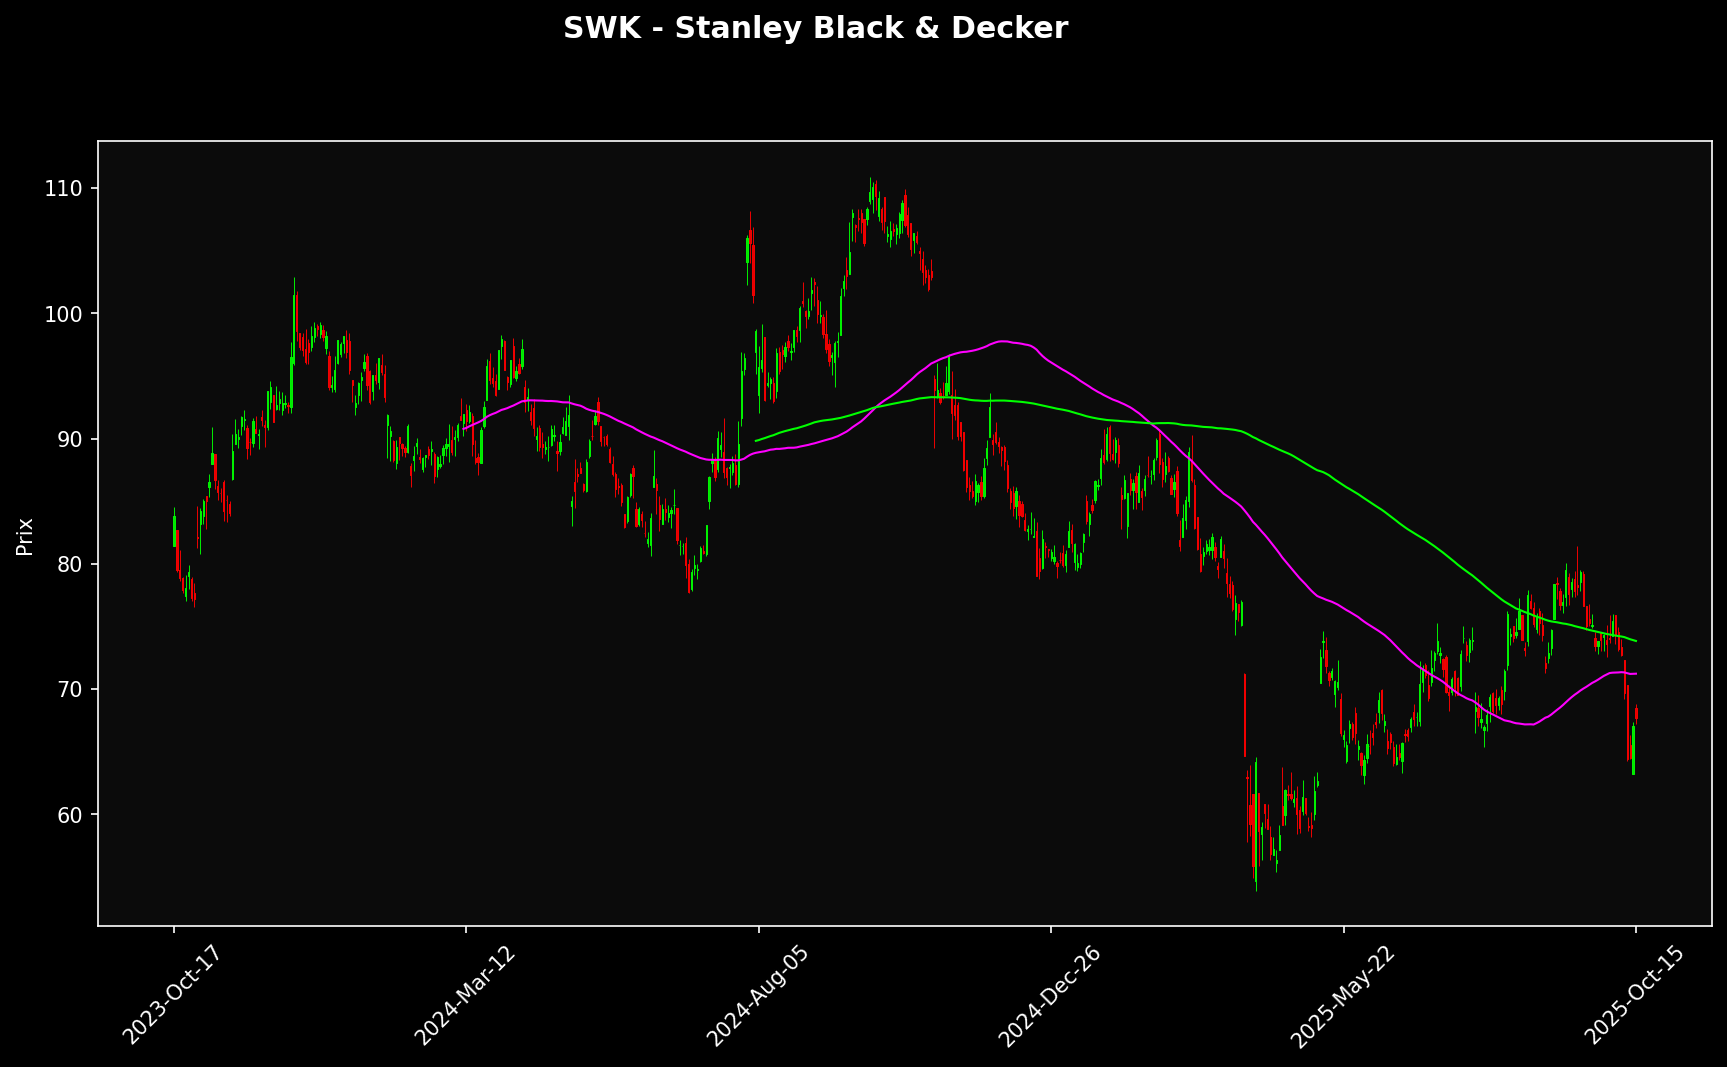 SWK - Stanley Black & Decker
Prix
110
100
90
80
70
60
2023-Oct-17
2024-Mar-12
2024-Aug-05
2024-Dec-26
2025-May-22
2025-Oct-15